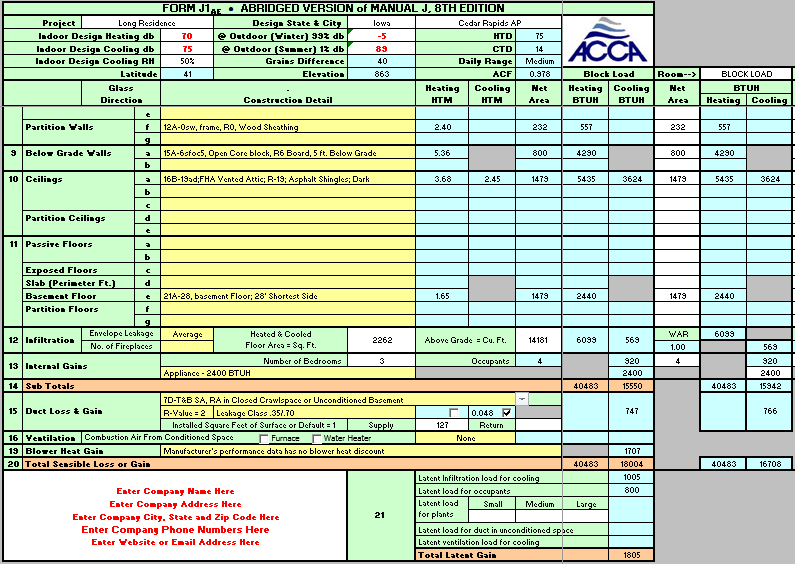 FORM J1AE • ABRIDGED VERSION of MANUAL J, 8TH EDITION
Project Long Residence Design State & City Iowa Cedar Rapids AP
Indoor Design Heating db 70 @ Outdoor (Winter) 99% db -5 HTD 75
Indoor Design Cooling db 75 @ Outdoor (Summer) 1% db 89 CTD 14
Indoor Design Cooling RH 50% Grains Difference 40 Daily Range Medium ACCA
Latitude 41 Elevation 863 ACF 0.978 Block Load Room--> BLOCK LOAD
Glass - Heating Cooling Net Heating Cooling Net BTUH
Direction Construction Detail HTM HTM Area BTUH BTUH Area Heating Cooling
e
Partition Walls f 12A-0sw, frame, R0, Wood Sheathing 2.40 232 557 232 557
g
9 Below Grade Walls a 15A-6sfoc5, Open Core block, R6 Board, 5 ft. Below Grade 5.36 800 4290 800 4290
b
10 Ceilings a 16B-19ad;FHA Vented Attic; R-19; Asphalt Shingles; Dark 3.68 2.45 1479 5435 3624 1479 5435 3624
b
c
Partition Ceilings d
e
11 Passive Floors a
b
Exposed Floors c
Slab (Perimeter Ft.) d
Basement Floor e 21A-28, basement Floor; 28' Shortest Side 1.65 1479 2440 1479 2440
Partition Floors f
g
12 Infiltration Envelope Leakage Average Heated & Cooled 2262 Above Grade = Cu. Ft. 14181 6099 569 WAR 6099
No. of Fireplaces Floor Area = Sq. Ft. 1.00 569
13 Internal Gains Number of Bedrooms 3 Occupants 4 920 4 920
Appliance - 2400 BTUH 2400 2400
14 Sub Totals 40483 15550 40483 15942
7D-T&B SA, RA in Closed Crawlspace or Unconditioned Basement
15 Duct Loss & Gain R-Value = 2 Leakage Class .35/.70 0.048 747 766
Installed Square Feet of Surface or Default = 1 Supply 127 Return
16 Ventilation Combustion Air From Conditioned Space Furnace Water Heater None
19 Blower Heat Gain Manufacturer's performance data has no blower heat discount 1707
20 Total Sensible Loss or Gain 40483 18004 40483 16708
Latent Infiltration load for cooling 1005
Enter Company Name Here Latent load for occupants 800
Enter Company Address Here Latent load Small Medium Large
Enter Company City, State and Zip Code Here 21 for plants
Enter Company Phone Numbers Here Latent load for duct in unconditioned space
Enter Website or Email Address Here Latent ventilation load for cooling
Total Latent Gain 1805